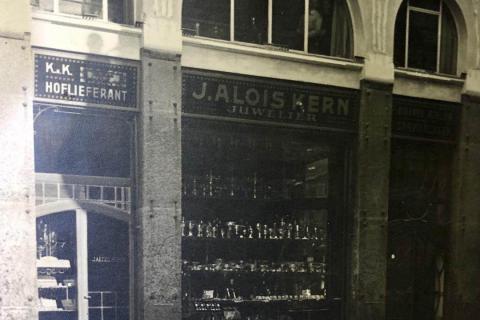 K.K.
HOFLIEFERANT
J. ALOIS KERN
JUWELIER